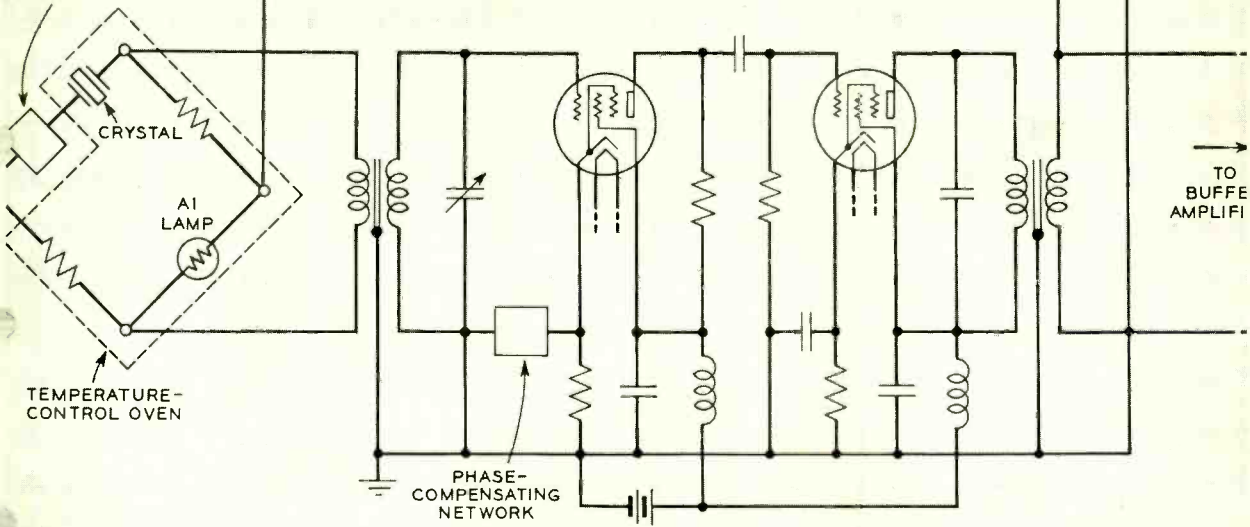 CRYSTAL
A1
LAMP
TEMPERATURE-
CONTROL OVEN
PHASE-
COMPENSATING
NETWORK
TO
BUFFE
AMPLIFI